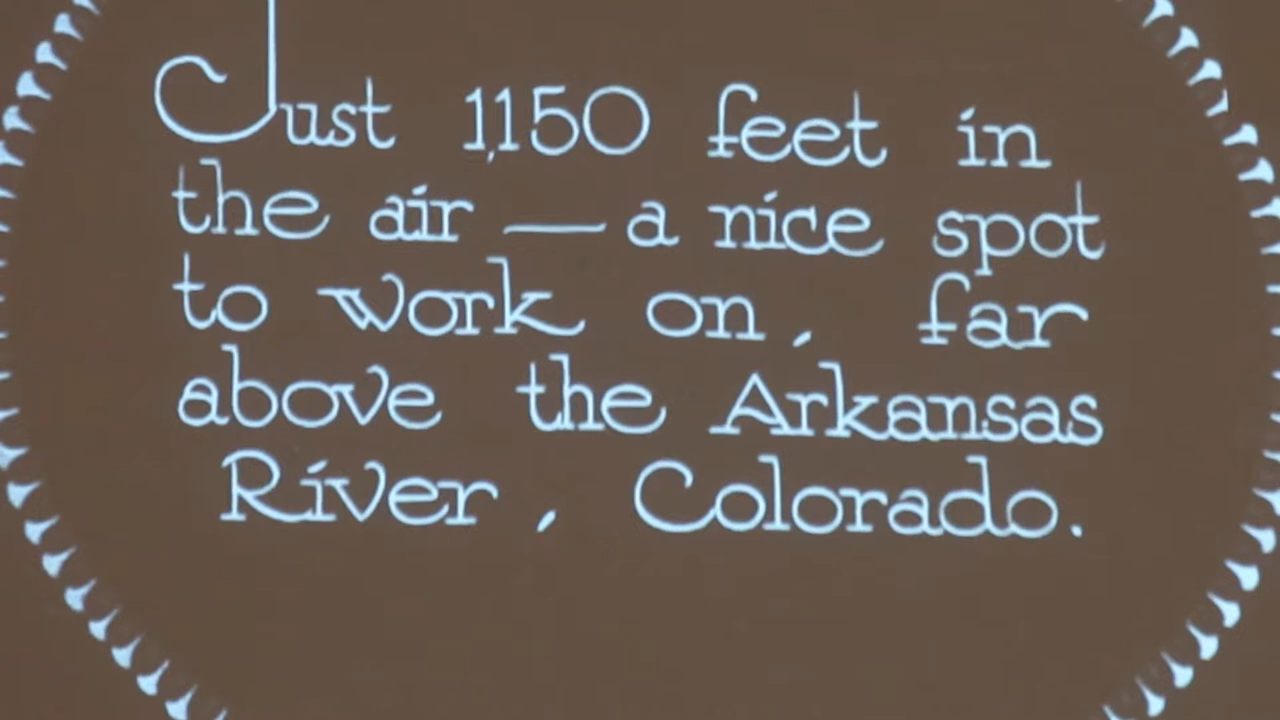 Just 1,150 feet in
the air — a nice spot
to work on, far
above the Arkansas
River, Colorado.